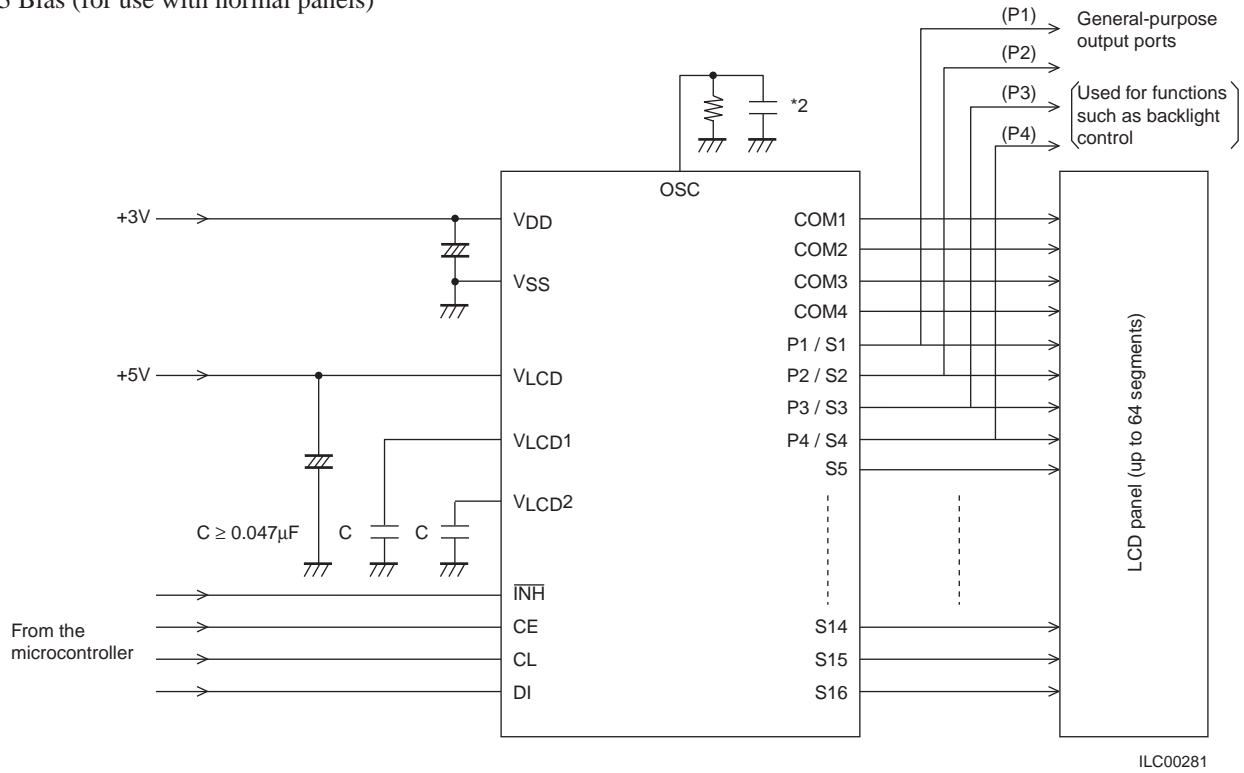 3 Bias (for use with normal panels)
(P1)
General-purpose
output ports
(P2)
(P3)
Used for functions
such as backlight
control
(P4)
*2
OSC
+3V
VDD
VSS
+5V
VLCD
VLCD1
VLCD2
C ≥ 0.047μF
C
C
From the
microcontroller
INH
CE
CL
DI
COM1
COM2
COM3
COM4
P1 / S1
P2 / S2
P3 / S3
P4 / S4
S5
S14
S15
S16
LCD panel (up to 64 segments)
ILC00281